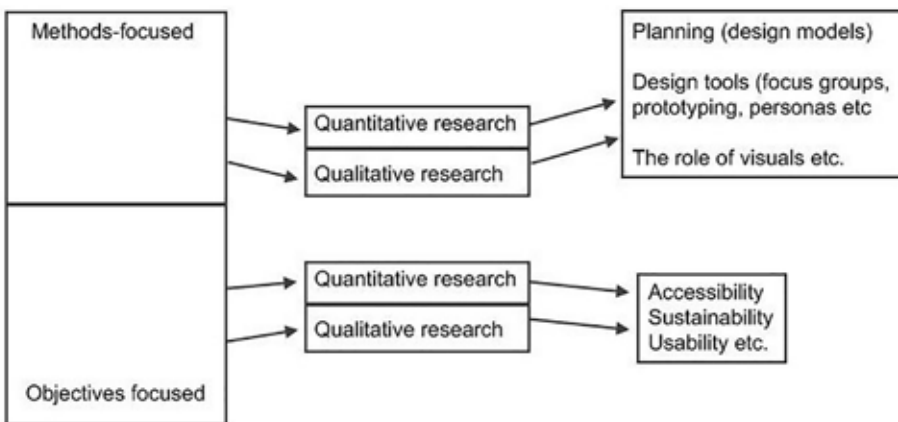 Methods-focused
Quantitative research
Qualitative research
Planning (design models)
Design tools (focus groups,
prototyping, personas etc
The role of visuals etc.
Objectives focused
Quantitative research
Qualitative research
Accessibility
Sustainability
Usability etc.